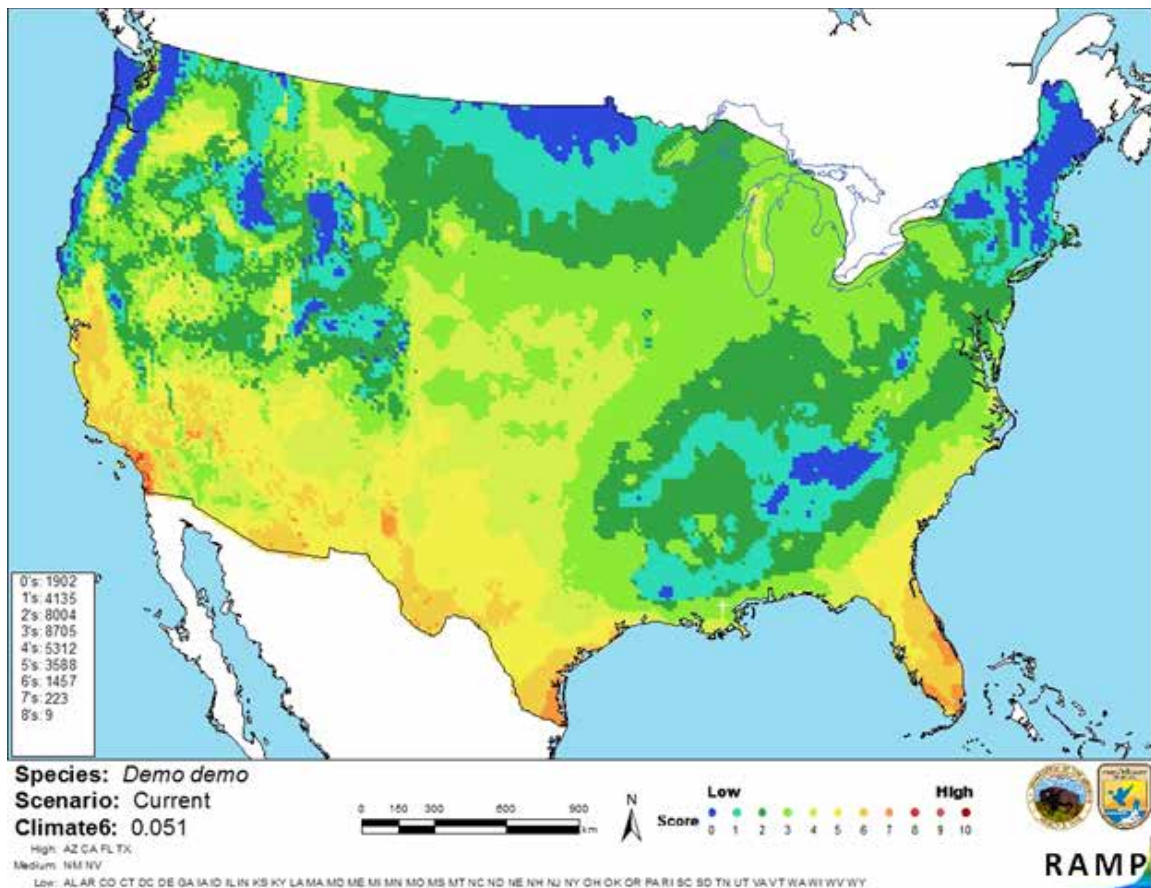 0's: 1902
1's: 4135
2's: 8004
3's: 8705
4's: 5312
5's: 3588
6's: 1457
7's: 223
8's: 9
Species: Demo demo
Scenario: Current
Climate6: 0.051
High: AZ CA FL TX
Medium: NM NV
Low: AL AR CO CT DC DE GA IA ID IL IN KS KY LA MA MD ME MI MN MO MS MT NC ND NE NH NJ NY OH OK OR PA RI SC SD TN UT VA VT WA WI WV WY
0 150 300 600 900
km
N
Low High
Score 0 1 2 3 4 5 6 7 8 9 10
RAMP